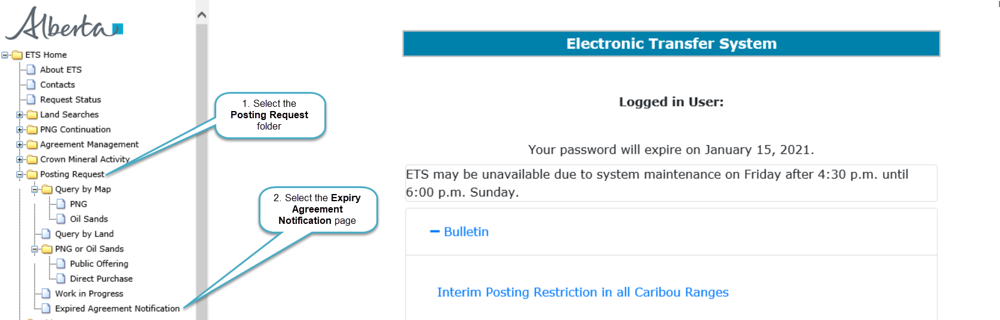 Alberta
ETS Home
About ETS
Contacts
Request Status
Land Searches
PNG Continuation
Agreement Management
Crown Mineral Activity
Posting Request
Query by Map
PNG
Oil Sands
Query by Land
PNG or Oil Sands
Public Offering
Direct Purchase
Work in Progress
Expired Agreement Notification
1. Select the
Posting Request
folder
2. Select the Expiry
Agreement
Notification page
Electronic Transfer System
Logged in User:
Your password will expire on January 15, 2021.
ETS may be unavailable due to system maintenance on Friday after 4:30 p.m. until
6:00 p.m. Sunday.
Bulletin
Interim Posting Restriction in all Caribou Ranges